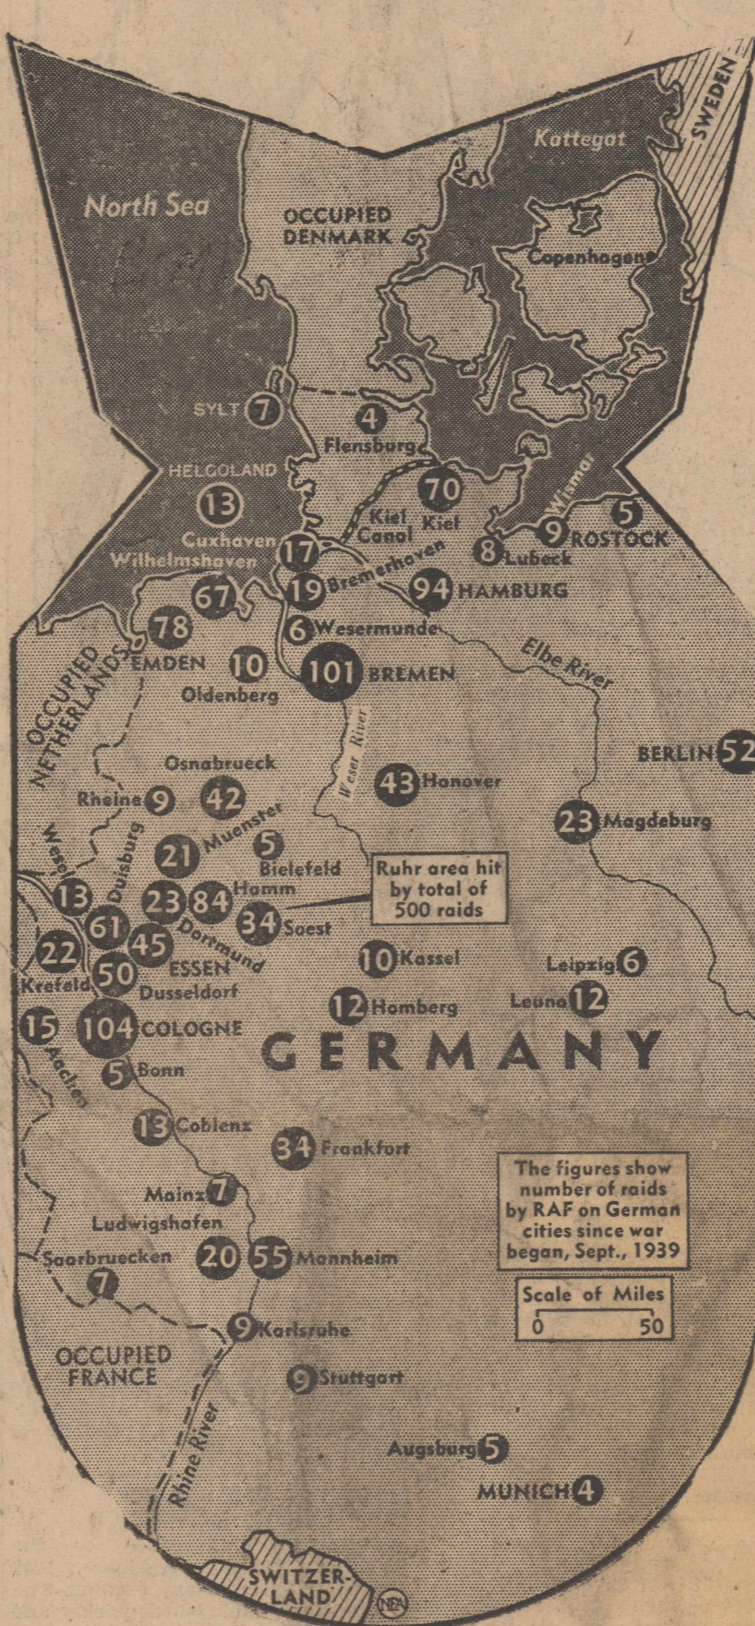 SWEDEN
Kattegat
North Sea
OCCUPIED
DENMARK
Copenhagen
SYLT 7
4
Flensburg
HELGOLAND
13
70
Kiel
Kiel
Canal
Wismar
9
5
ROSTOCK
Cuxhaven
17
8
Lubeck
Wilhelmshaven
67
19 Bremerhaven
94 HAMBURG
78
EMDEN
6 Wesermunde
OCCUPIED
NETHERLANDS
10
Oldenberg
101 BREMEN
Elbe River
Weser River
BERLIN 52
Osnabrueck
42
Rheine 9
43 Hanover
23 Magdeburg
21 Muenster
5
Bielefeld
Wesel
13
Duisburg
61
23
Dortmund
Hamm
84
34 Soest
Ruhr area hit
by total of
500 raids
22
Krefeld
45
ESSEN
50
Dusseldorf
10 Kassel
Leipzig 6
12 Homberg
Leuna 12
15
Aachen
104 COLOGNE
GERMANY
5 Bonn
13 Coblenz
34 Frankfort
Mainz 7
The figures show
number of raids
by RAF on German
cities since war
began, Sept., 1939
Ludwigshafen
20
55 Mannheim
Saarbruecken
7
Scale of Miles
0 50
9 Karlsruhe
OCCUPIED
FRANCE
9 Stuttgart
Rhine River
Augsburg 5
MUNICH 4
SWITZER-
LAND
NEA